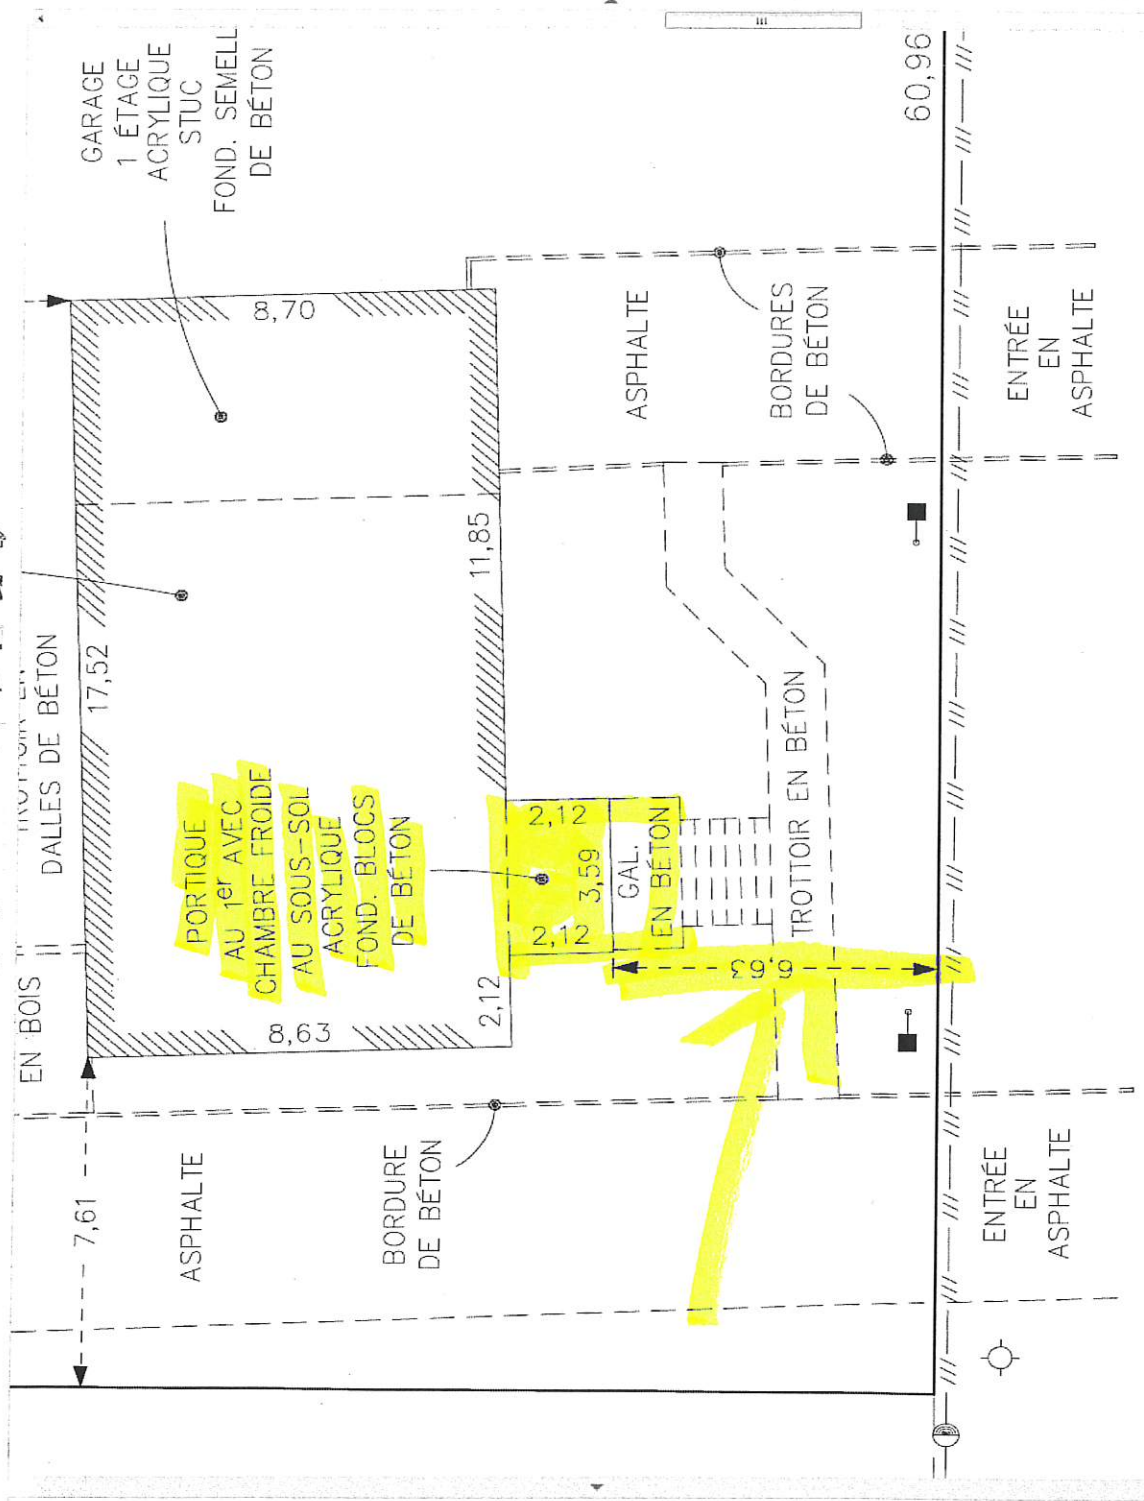 GARAGE
1 ÉTAGE
ACRYLIQUE
STUC
FOND. SEMELL
DE BÉTON
60,96
8,70
ASPHALTE
BORDURES
DE BÉTON
ENTRÉE
EN
ASPHALTE
DALLES DE BÉTON
17,52
11,85
PORTIQUE
AU 1er AVEC
CHAMBRE FROIDE
AU SOUS-SOL
ACRYLIQUE
FOND. BLOCS
DE BÉTON
2,12
3,59
2,12
GAL.
EN BÉTON
TROTTOIR EN BÉTON
EN BOIS
8,63
2,12
6,63
7,61
ASPHALTE
BORDURE
DE BÉTON
ENTRÉE
EN
ASPHALTE